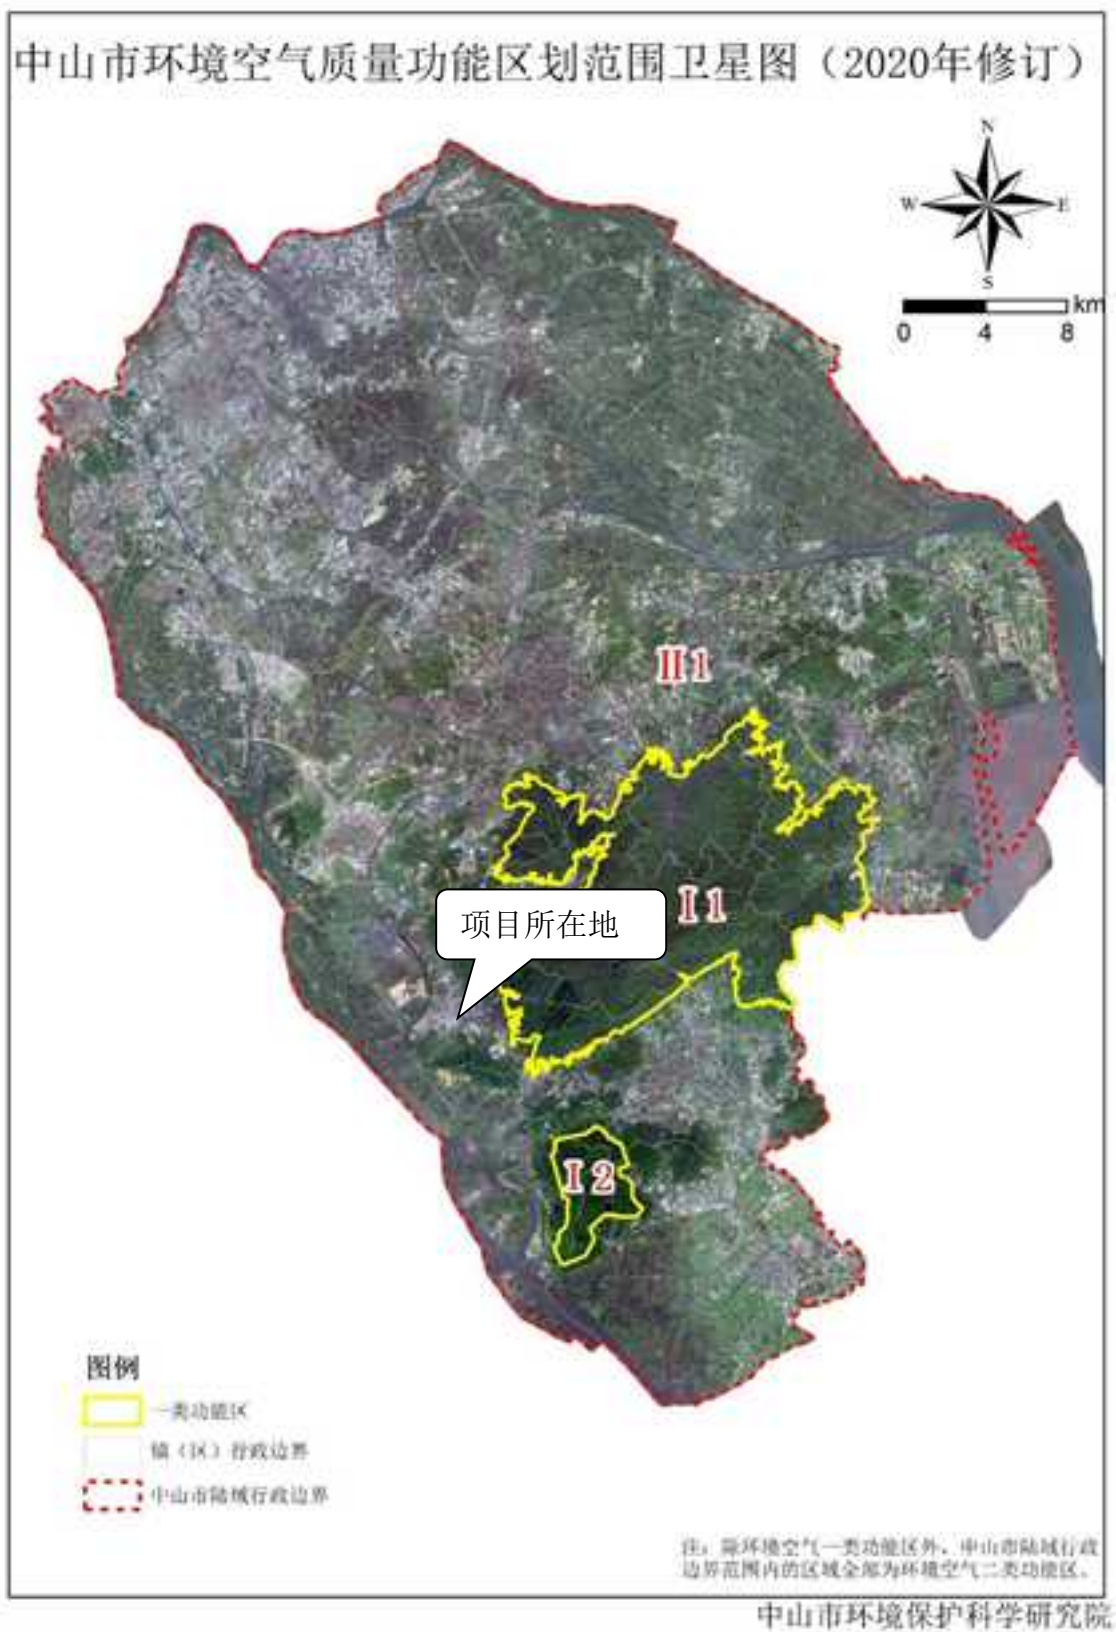 中山市环境空气质量功能区划范围卫星图（2020年修订）
N
W E
S
km
0 4 8
II1
I1
项目所在地
I2
图例
一类功能区
镇（区）行政边界
中山市陆域行政边界
注：除环境空气一类功能区外，中山市陆域行政
边界范围内的区域全部为环境空气二类功能区。
中山市环境保护科学研究院